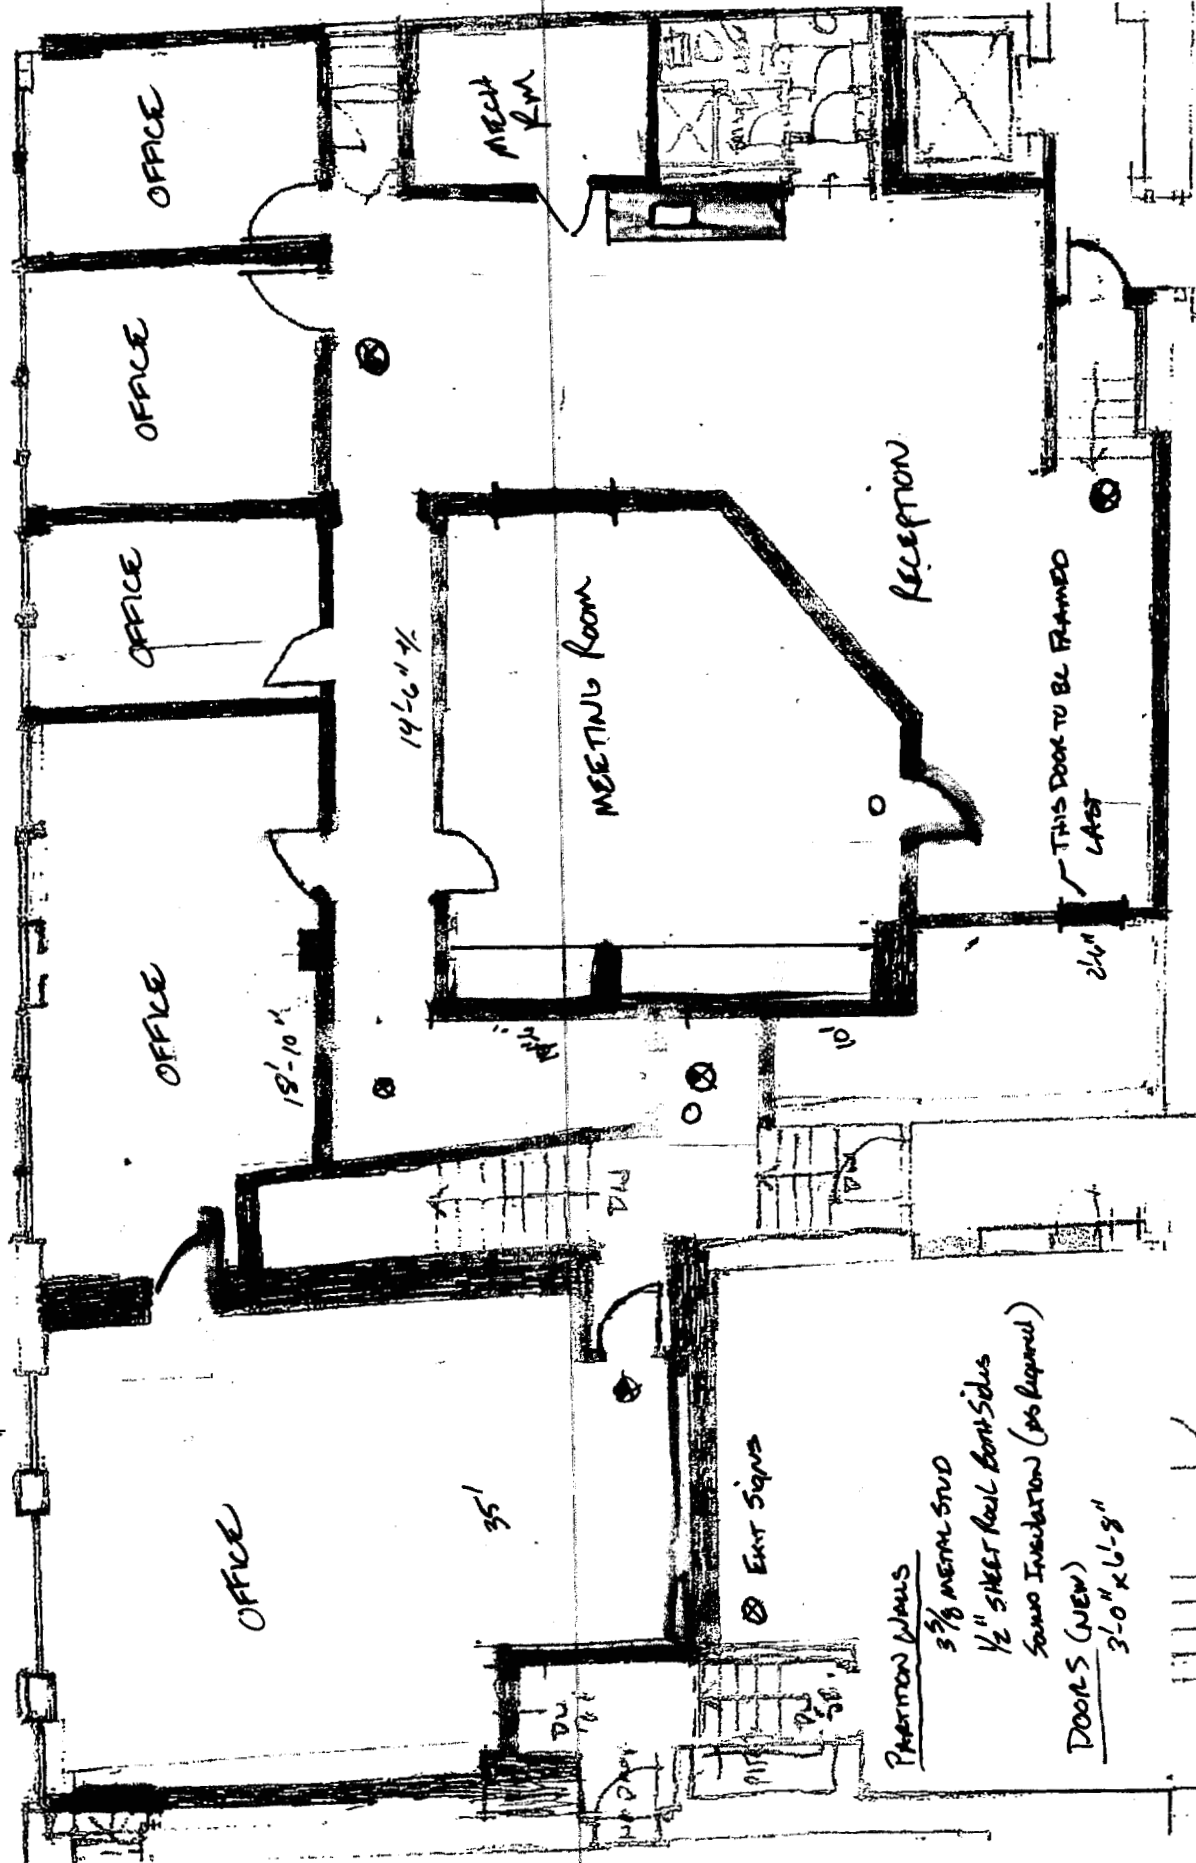 OFFICE
OFFICE
OFFICE
OFFICE
OFFICE
MECH
RM
MEETING ROOM
RECEPTION
14'-6" +/-
18'-10"
35'
10'
2'6"
THIS DOOR TO BE FRAMED
LAST
DN
DN
DN
EXIT SIGNS
PARTITION WALLS
3 5/8 METAL STUD
1/2" SHEET ROCK BOTH SIDES
SOUND INSULATION (AS REQUIRED)
DOORS (NEW)
3'-0" x 6'-8"